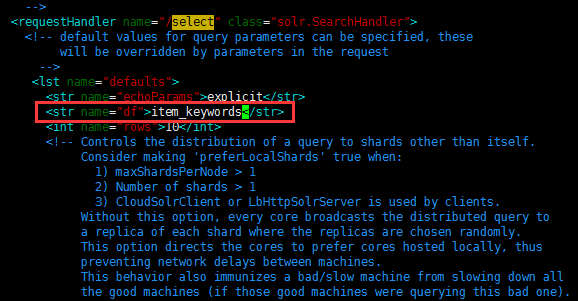 -->
<requestHandler name="/select" class="solr.SearchHandler">
<!-- default values for query parameters can be specified, these
will be overridden by parameters in the request
-->
<lst name="defaults">
<str name="echoParams">explicit</str>
<str name="df">item_keywords</str>
<int name="rows">10</int>
<!-- Controls the distribution of a query to shards other than itself.
Consider making 'preferLocalShards' true when:
1) maxShardsPerNode > 1
2) Number of shards > 1
3) CloudSolrClient or LbHttpSolrServer is used by clients.
Without this option, every core broadcasts the distributed query to
a replica of each shard where the replicas are chosen randomly.
This option directs the cores to prefer cores hosted locally, thus
preventing network delays between machines.
This behavior also immunizes a bad/slow machine from slowing down all
the good machines (if those good machines were querying this bad one).